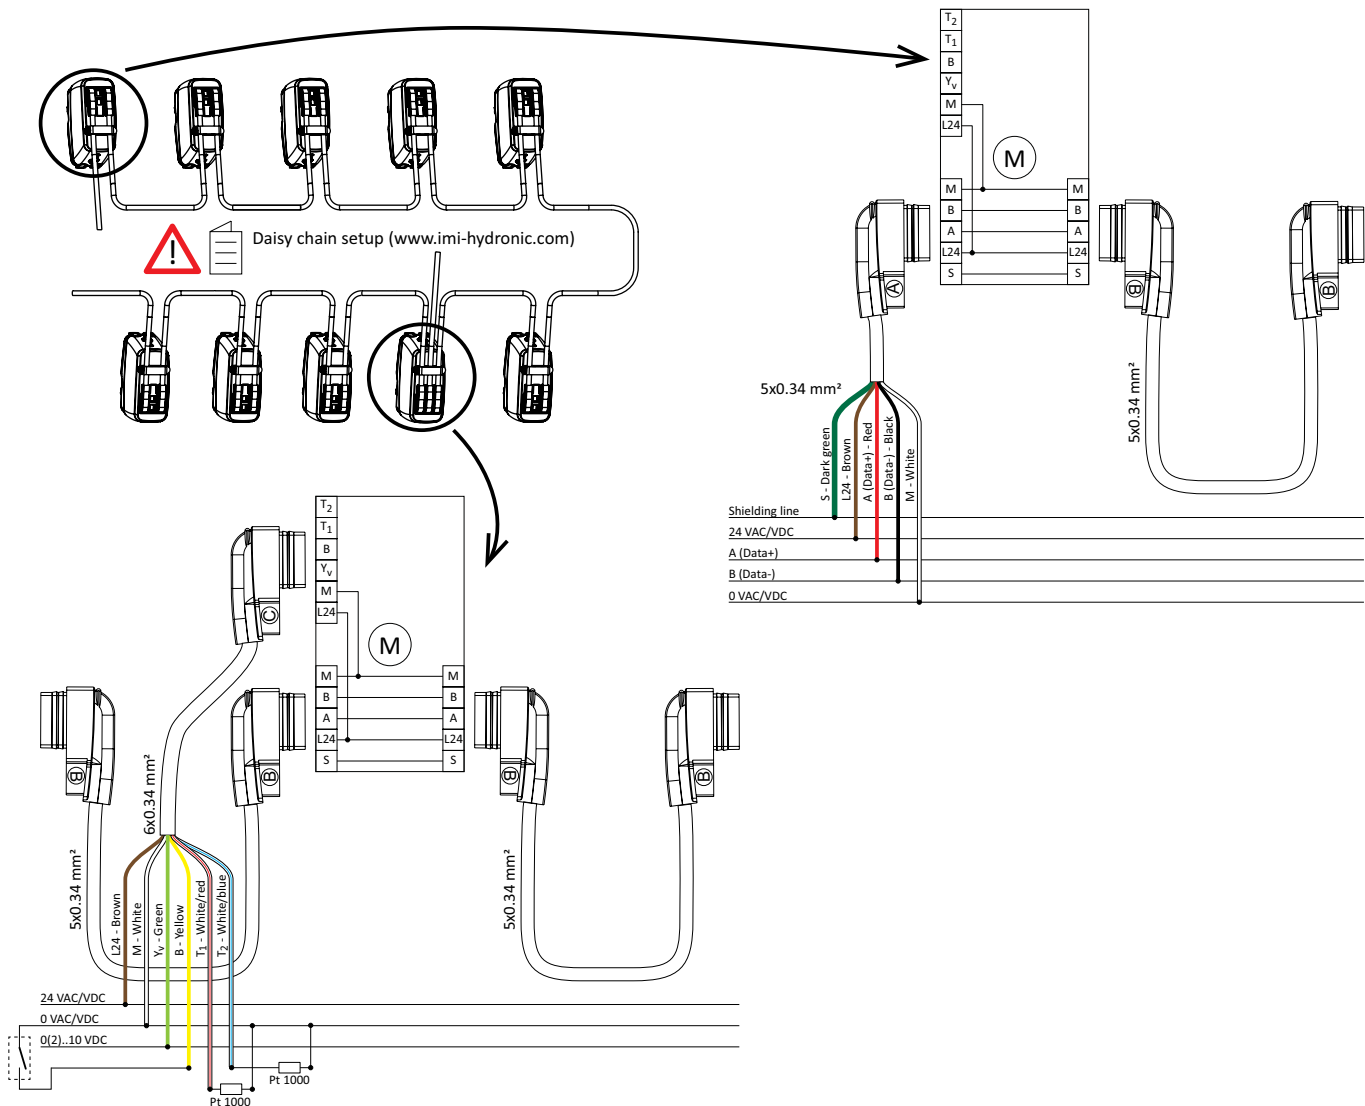 Daisy chain setup (www.imi-hydronic.com)
!
T2
T1
B
Yv
M
L24
M
M
B
A
L24
S
M
B
A
L24
S
A
B
B
5x0.34 mm²
5x0.34 mm²
S - Dark green
L24 - Brown
A (Data+) - Red
B (Data-) - Black
M - White
Shielding line
24 VAC/VDC
A (Data+)
B (Data-)
0 VAC/VDC
T2
T1
B
Yv
M
L24
M
M
B
A
L24
S
M
B
A
L24
S
C
B
B
B
B
6x0.34 mm²
5x0.34 mm²
5x0.34 mm²
L24 - Brown
M - White
Yv - Green
B - Yellow
T1 - White/red
T2 - White/blue
24 VAC/VDC
0 VAC/VDC
0(2)..10 VDC
Pt 1000
Pt 1000